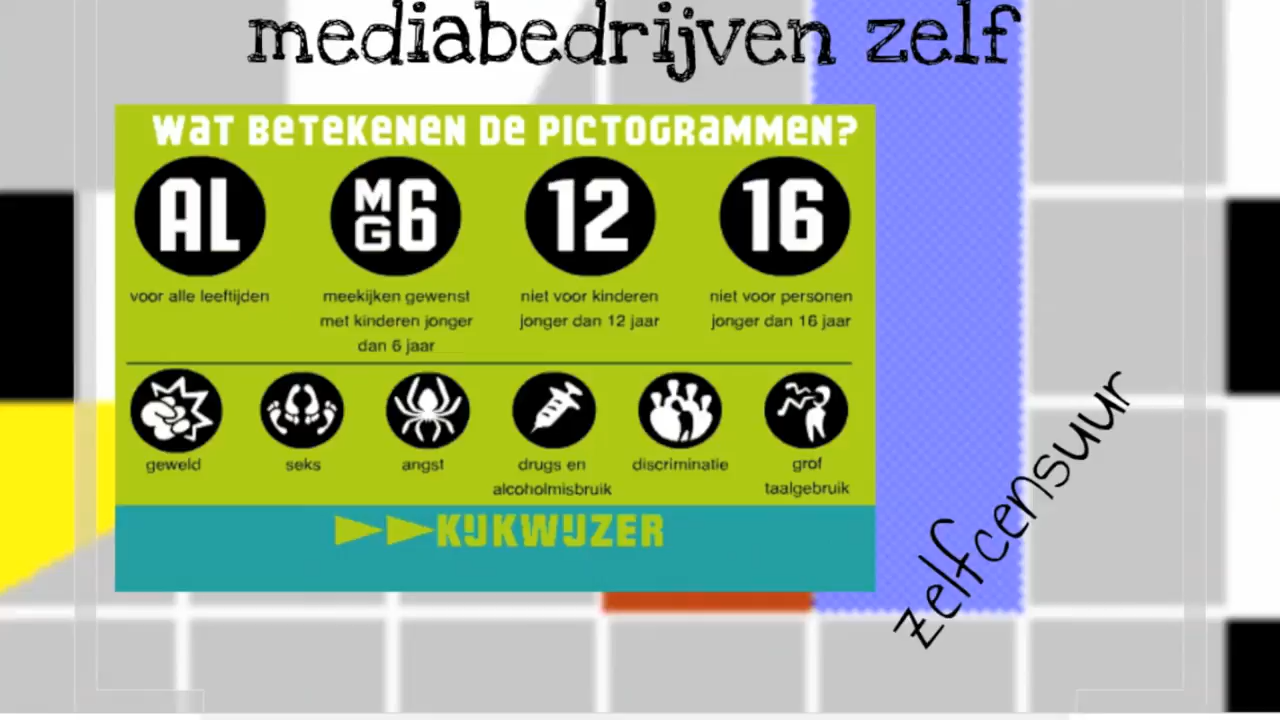 mediabedrijven zelf
WAT BETEKENEN DE PICTOGRAMMEN?
AL
MG6
12
16
voor alle leeftijden
meekijken gewenst
met kinderen jonger
dan 6 jaar
niet voor kinderen
jonger dan 12 jaar
niet voor personen
jonger dan 16 jaar
geweld
seks
angst
drugs en
alcoholmisbruik
discriminatie
grof
taalgebruik
KIJKWIJZER
zelfcensuur